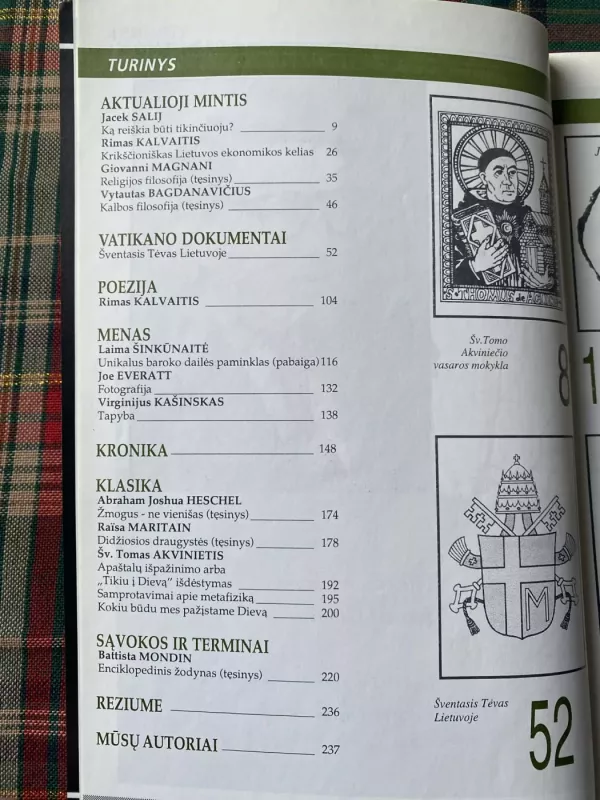 TURINYS
AKTUALIOJI MINTIS
Jacek SALIJ
Ką reiškia būti tikinčiuoju? 9
Rimas KALVAITIS
Krikščioniškas Lietuvos ekonomikos kelias 26
Giovanni MAGNANI
Religijos filosofija (tęsinys) 35
Vytautas BAGDANAVIČIUS
Kalbos filosofija (tęsinys) 46
VATIKANO DOKUMENTAI
Šventasis Tėvas Lietuvoje 52
POEZIJA
Rimas KALVAITIS 104
MENAS
Laima ŠINKŪNAITĖ
Unikalus baroko dailės paminklas (pabaiga) 116
Joe EVERATT
Fotografija 132
Virginijus KAŠINSKAS
Tapyba 138
KRONIKA 148
KLASIKA
Abraham Joshua HESCHEL
Žmogus - ne vienišas (tęsinys) 174
Raïsa MARITAIN
Didžiosios draugystės (tęsinys) 178
Šv. Tomas AKVINIETIS
Apaštalų išpažinimo arba
„Tikiu į Dievą" išdėstymas 192
Samprotavimai apie metafiziką 195
Kokiu būdu mes pažįstame Dievą 200
SĄVOKOS IR TERMINAI
Battista MONDIN
Enciklopedinis žodynas (tęsinys) 220
REZIUME 236
MŪSŲ AUTORIAI 237
Šv.Tomo
Akviniečio
vasaros mokykla
8
M
Šventasis Tėvas
Lietuvoje
52
1